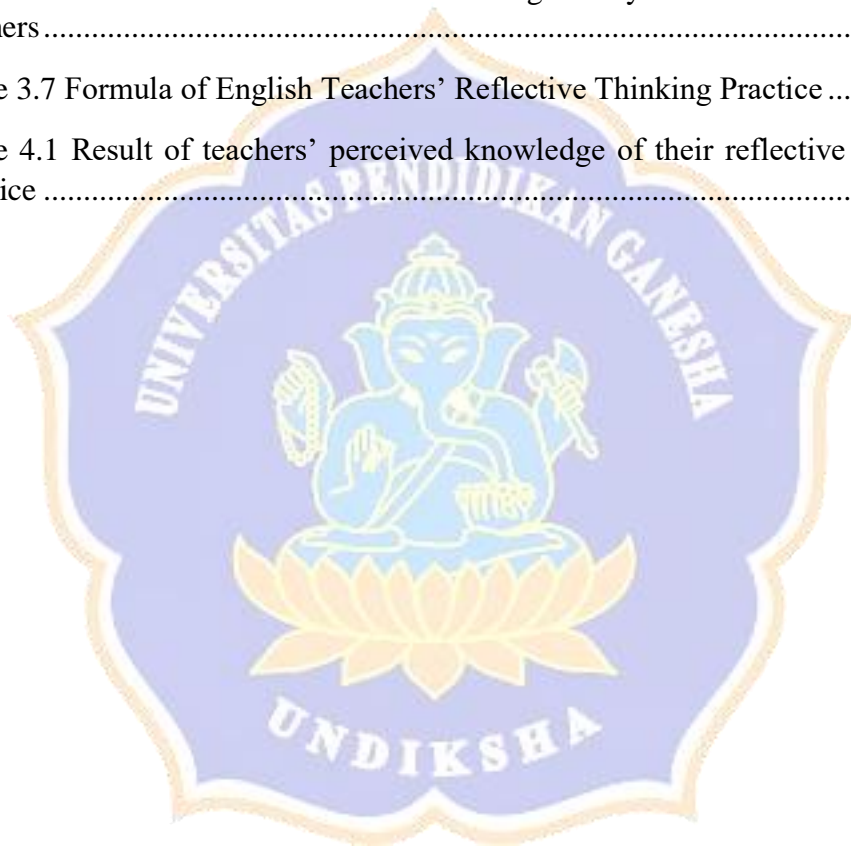 ners ........................................................................................................
e 3.7 Formula of English Teachers’ Reflective Thinking Practice ...
e 4.1 Result of teachers’ perceived knowledge of their reflective
ice ........................................................................................................
UNIVERSITAS PENDIDIKAN GANESHA
UNDIKSHA